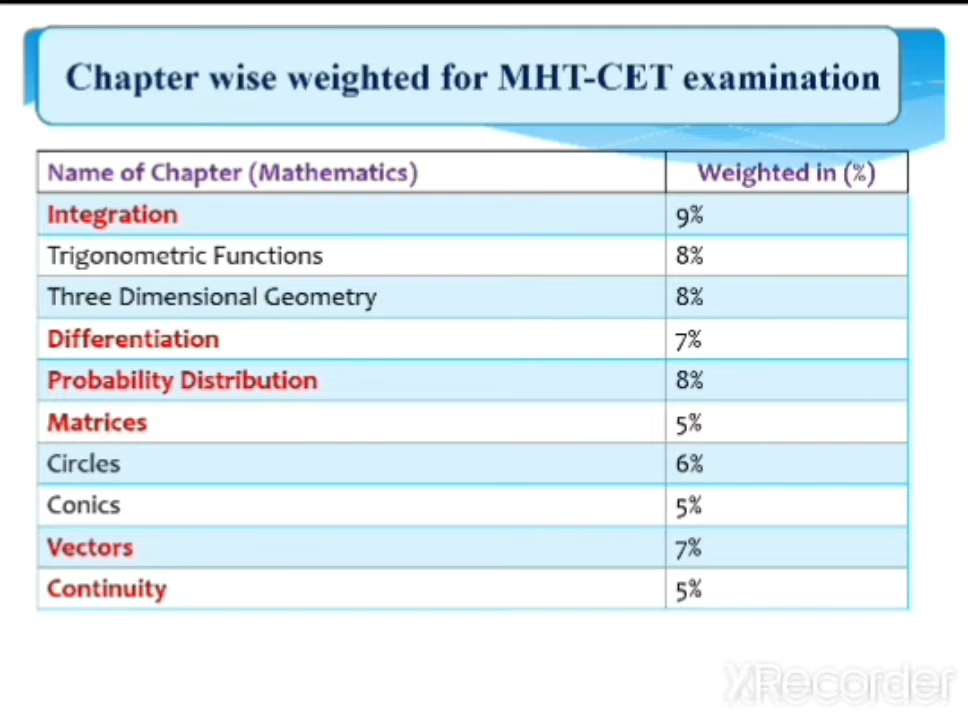 Chapter wise weighted for MHT-CET examination
Name of Chapter (Mathematics) Weighted in (%)
Integration 9%
Trigonometric Functions 8%
Three Dimensional Geometry 8%
Differentiation 7%
Probability Distribution 8%
Matrices 5%
Circles 6%
Conics 5%
Vectors 7%
Continuity 5%
XRecorder